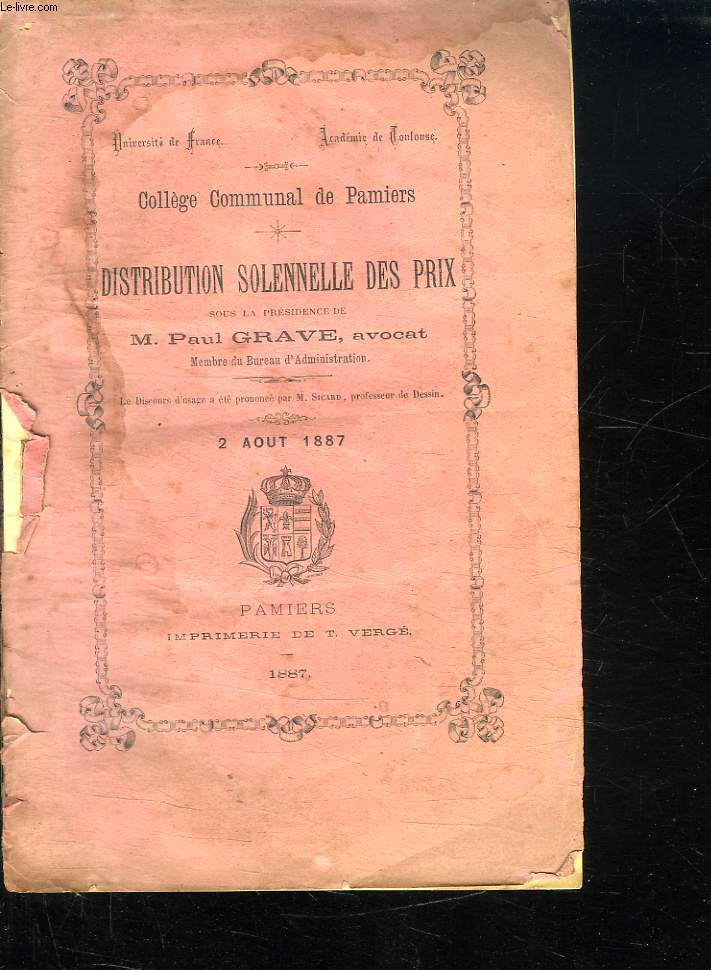 Le-livre.com
Université de France. Académie de Toulouse.
Collège Communal de Pamiers
DISTRIBUTION SOLENNELLE DES PRIX
SOUS LA PRÉSIDENCE DE
M. Paul GRAVE, avocat
Membre du Bureau d'Administration.
Le Discours d'usage a été prononcé par M. SICARD, professeur de Dessin.
2 AOUT 1887
PAMIERS
IMPRIMERIE DE T. VERGÉ.
1887.